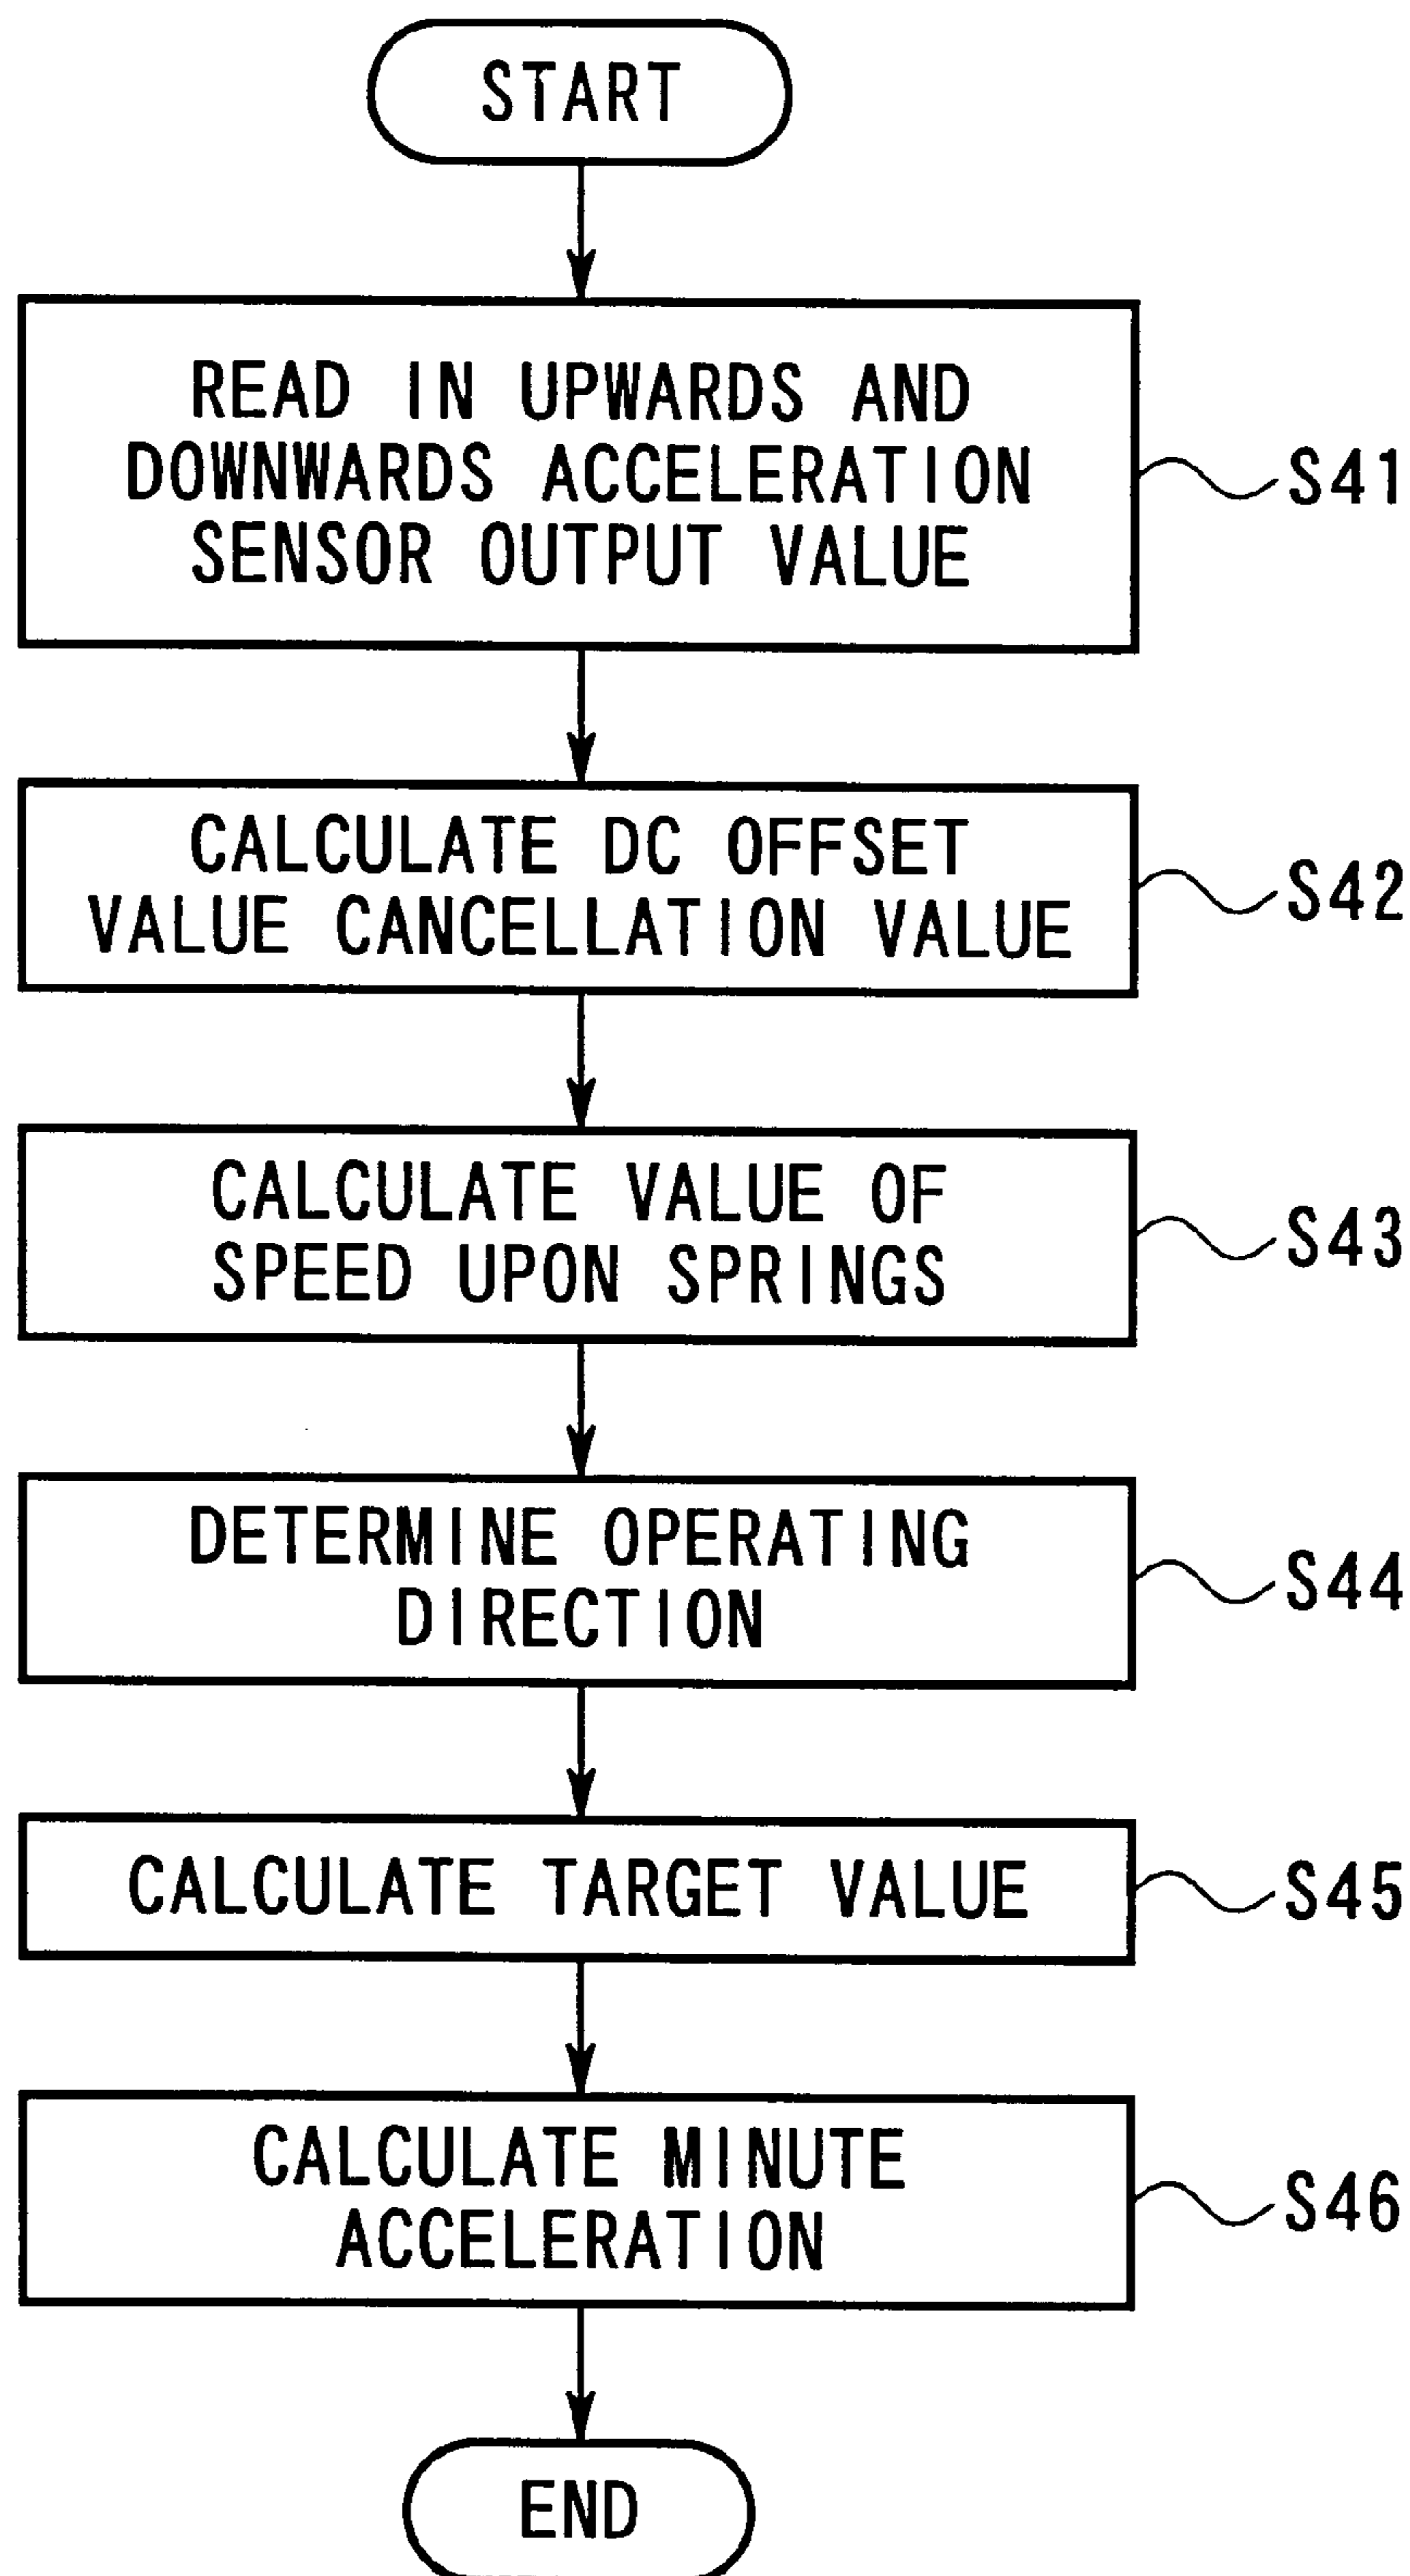 START
READ IN UPWARDS AND
DOWNWARDS ACCELERATION
SENSOR OUTPUT VALUE
S41
CALCULATE DC OFFSET
VALUE CANCELLATION VALUE
S42
CALCULATE VALUE OF
SPEED UPON SPRINGS
S43
DETERMINE OPERATING
DIRECTION
S44
CALCULATE TARGET VALUE
S45
CALCULATE MINUTE
ACCELERATION
S46
END